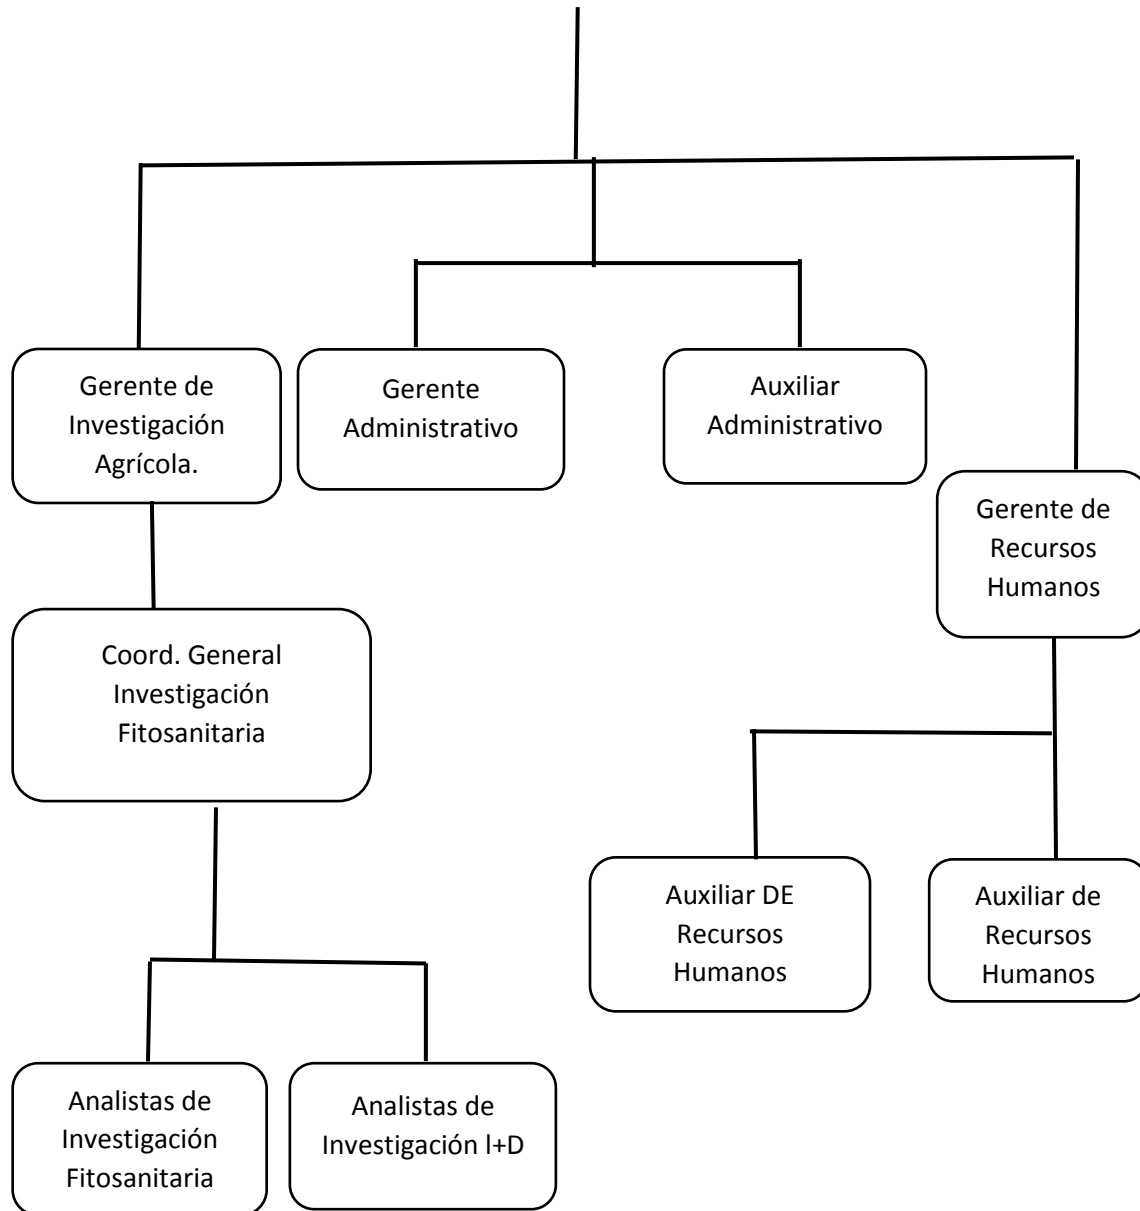 Gerente de
Investigación
Agrícola.
Gerente
Administrativo
Auxiliar
Administrativo
Gerente de
Recursos
Humanos
Coord. General
Investigación
Fitosanitaria
Auxiliar DE
Recursos
Humanos
Auxiliar de
Recursos
Humanos
Analistas de
Investigación
Fitosanitaria
Analistas de
Investigación I+D